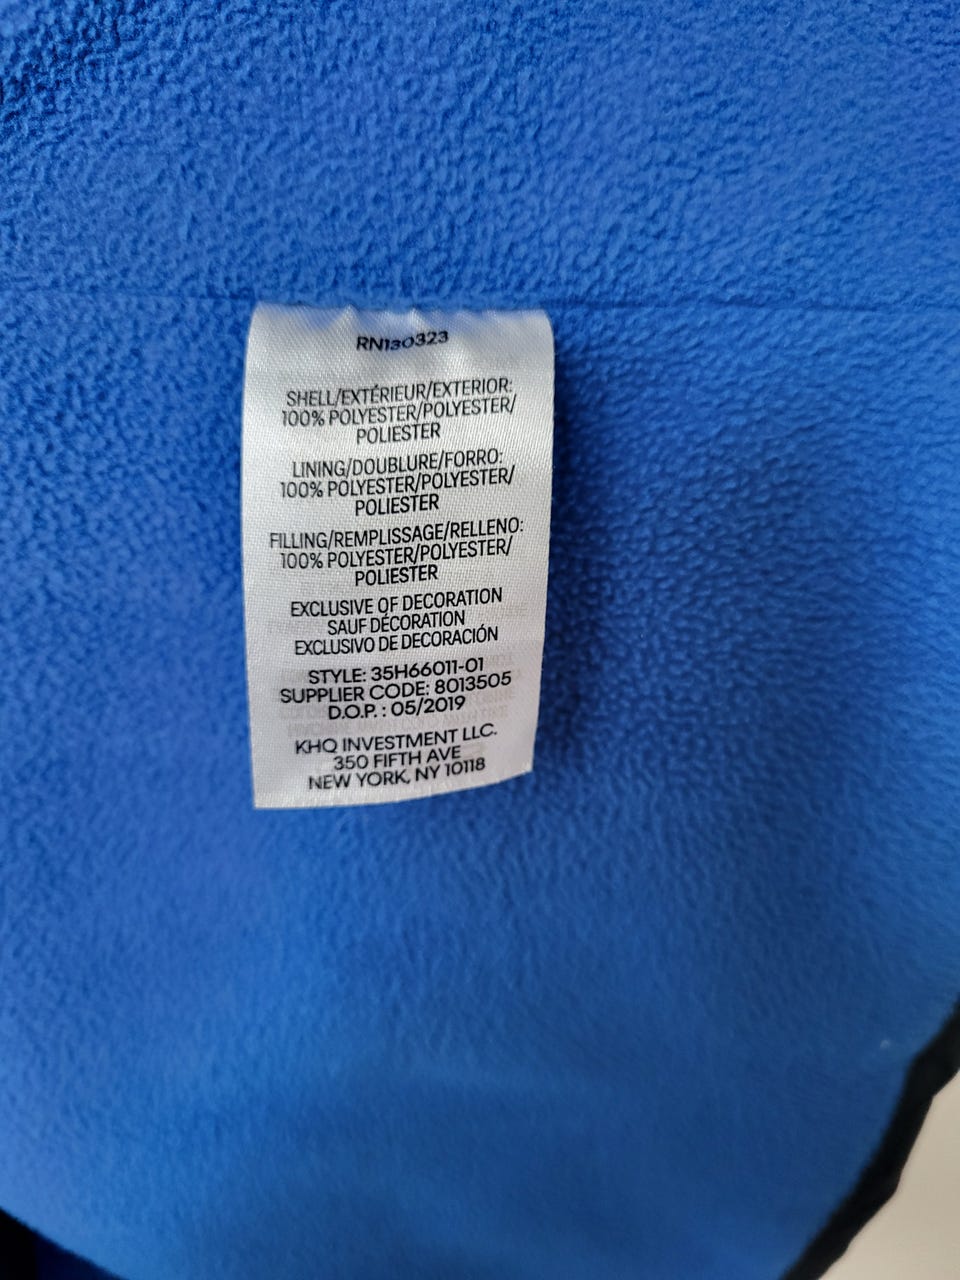 RN130323
SHELL/EXTÉRIEUR/EXTERIOR:
100% POLYESTER/POLYESTER/
POLIESTER
LINING/DOUBLURE/FORRO:
100% POLYESTER/POLYESTER/
POLIESTER
FILLING/REMPLISSAGE/RELLENO:
100% POLYESTER/POLYESTER/
POLIESTER
EXCLUSIVE OF DECORATION
SAUF DÉCORATION
EXCLUSIVO DE DECORACIÓN
STYLE: 35H66011-01
SUPPLIER CODE: 8013505
D.O.P. : 05/2019
KHQ INVESTMENT LLC.
350 FIFTH AVE
NEW YORK, NY 10118